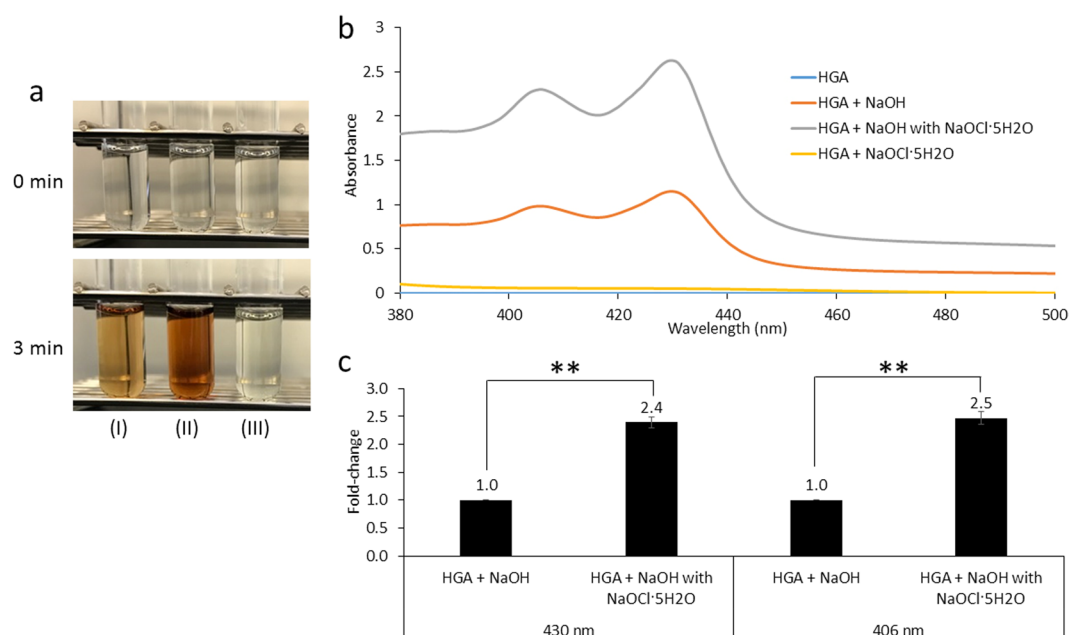 a
0 min
3 min
(I) (II) (III)
b
3
2.5
2
1.5
1
0.5
0
Absorbance
380 400 420 440 460 480 500
Wavelength (nm)
HGA
HGA + NaOH
HGA + NaOH with NaOCl·5H2O
HGA + NaOCl·5H2O
c
3.0
2.5
2.0
1.5
1.0
0.5
0.0
Fold-change
**
1.0 2.4
**
1.0 2.5
HGA + NaOH
HGA + NaOH with
NaOCl·5H2O
HGA + NaOH
HGA + NaOH with
NaOCl·5H2O
430 nm 406 nm